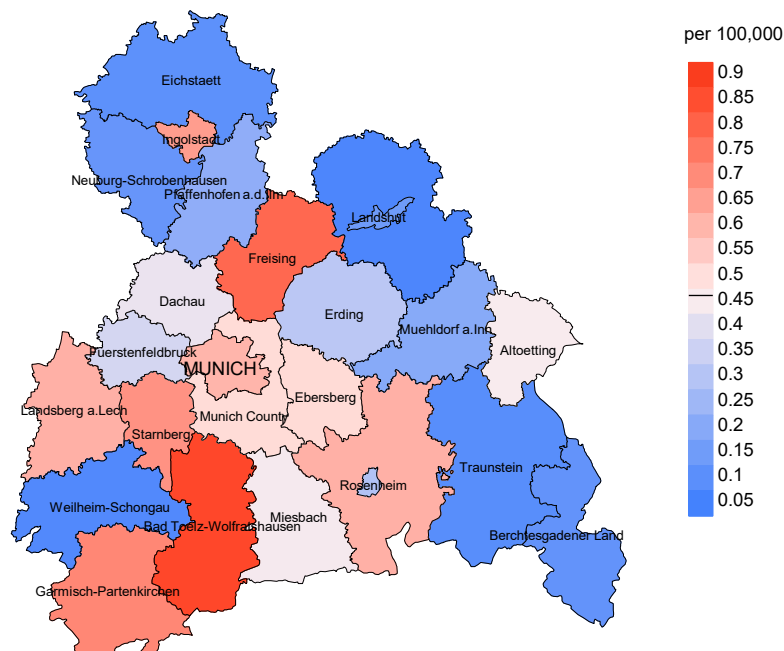 per 100,000
0.9
0.85
0.8
0.75
0.7
0.65
0.6
0.55
0.5
0.45
0.4
0.35
0.3
0.25
0.2
0.15
0.1
0.05
Eichstaett
Ingolstadt
Neuburg-Schrobenhausen
Pfaffenhofen a.d.Ilm
Landshut
Freising
Dachau
Erding
Muehldorf a.Inn
Altoetting
Fuerstenfeldbruck
MUNICH
Ebersberg
Landsberg a.Lech
Munich County
Starnberg
Traunstein
Rosenheim
Weilheim-Schongau
Miesbach
Bad Toelz-Wolfratshausen
Berchtesgadener Land
Garmisch-Partenkirchen